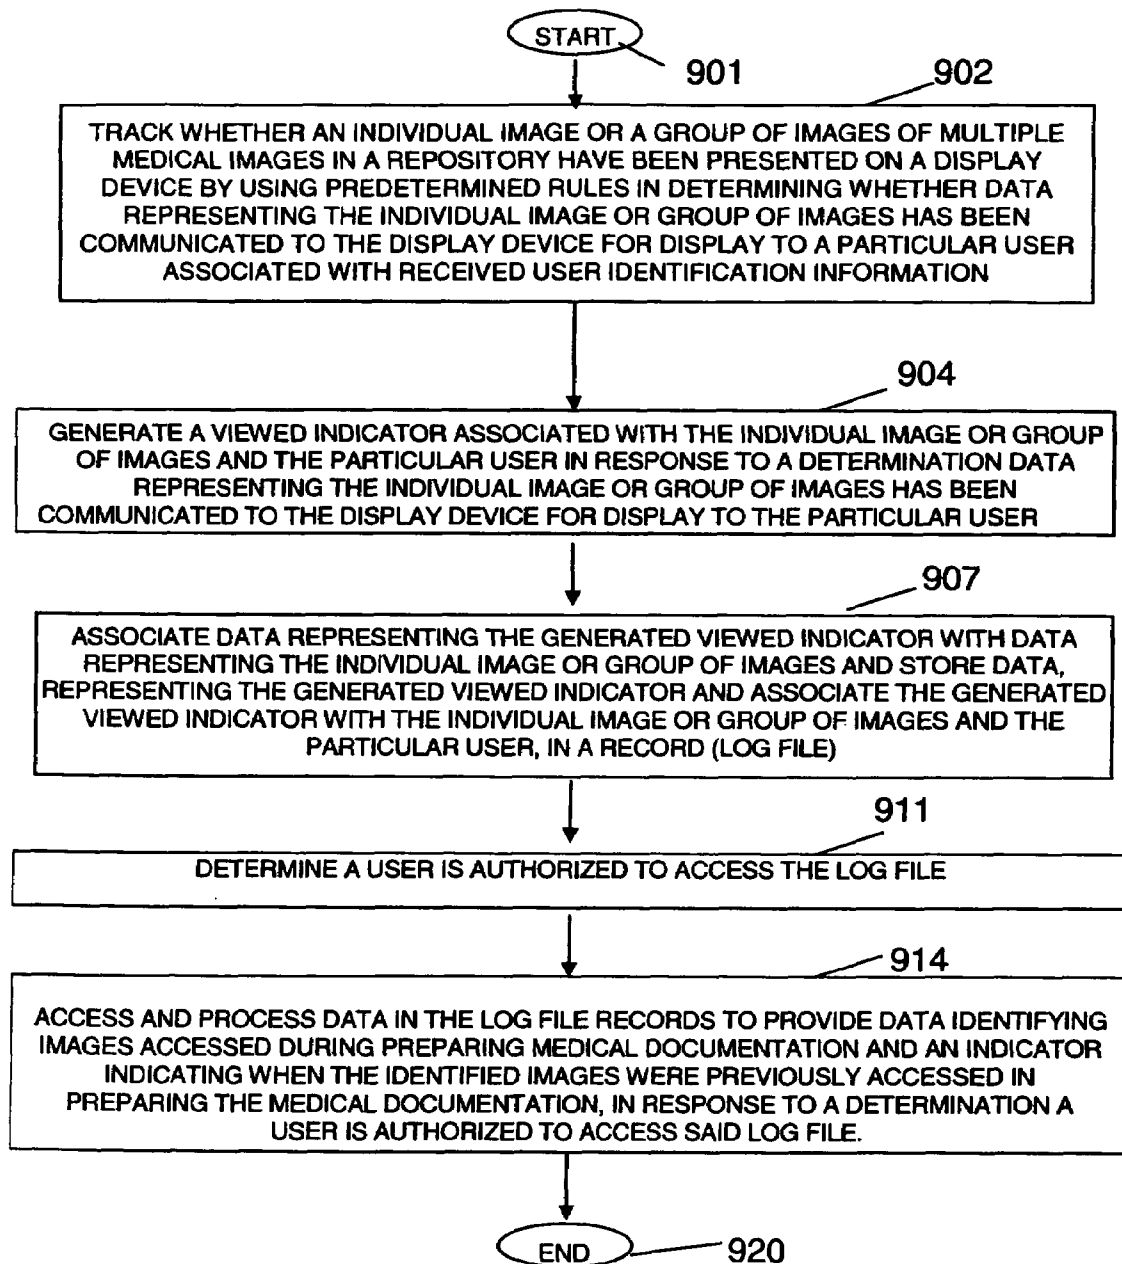 START
901
902
TRACK WHETHER AN INDIVIDUAL IMAGE OR A GROUP OF IMAGES OF MULTIPLE
MEDICAL IMAGES IN A REPOSITORY HAVE BEEN PRESENTED ON A DISPLAY
DEVICE BY USING PREDETERMINED RULES IN DETERMINING WHETHER DATA
REPRESENTING THE INDIVIDUAL IMAGE OR GROUP OF IMAGES HAS BEEN
COMMUNICATED TO THE DISPLAY DEVICE FOR DISPLAY TO A PARTICULAR USER
ASSOCIATED WITH RECEIVED USER IDENTIFICATION INFORMATION
904
GENERATE A VIEWED INDICATOR ASSOCIATED WITH THE INDIVIDUAL IMAGE OR GROUP
OF IMAGES AND THE PARTICULAR USER IN RESPONSE TO A DETERMINATION DATA
REPRESENTING THE INDIVIDUAL IMAGE OR GROUP OF IMAGES HAS BEEN
COMMUNICATED TO THE DISPLAY DEVICE FOR DISPLAY TO THE PARTICULAR USER
907
ASSOCIATE DATA REPRESENTING THE GENERATED VIEWED INDICATOR WITH DATA
REPRESENTING THE INDIVIDUAL IMAGE OR GROUP OF IMAGES AND STORE DATA,
REPRESENTING THE GENERATED VIEWED INDICATOR AND ASSOCIATE THE GENERATED
VIEWED INDICATOR WITH THE INDIVIDUAL IMAGE OR GROUP OF IMAGES AND THE
PARTICULAR USER, IN A RECORD (LOG FILE)
911
DETERMINE A USER IS AUTHORIZED TO ACCESS THE LOG FILE
914
ACCESS AND PROCESS DATA IN THE LOG FILE RECORDS TO PROVIDE DATA IDENTIFYING
IMAGES ACCESSED DURING PREPARING MEDICAL DOCUMENTATION AND AN INDICATOR
INDICATING WHEN THE IDENTIFIED IMAGES WERE PREVIOUSLY ACCESSED IN
PREPARING THE MEDICAL DOCUMENTATION, IN RESPONSE TO A DETERMINATION A
USER IS AUTHORIZED TO ACCESS SAID LOG FILE.
END
920